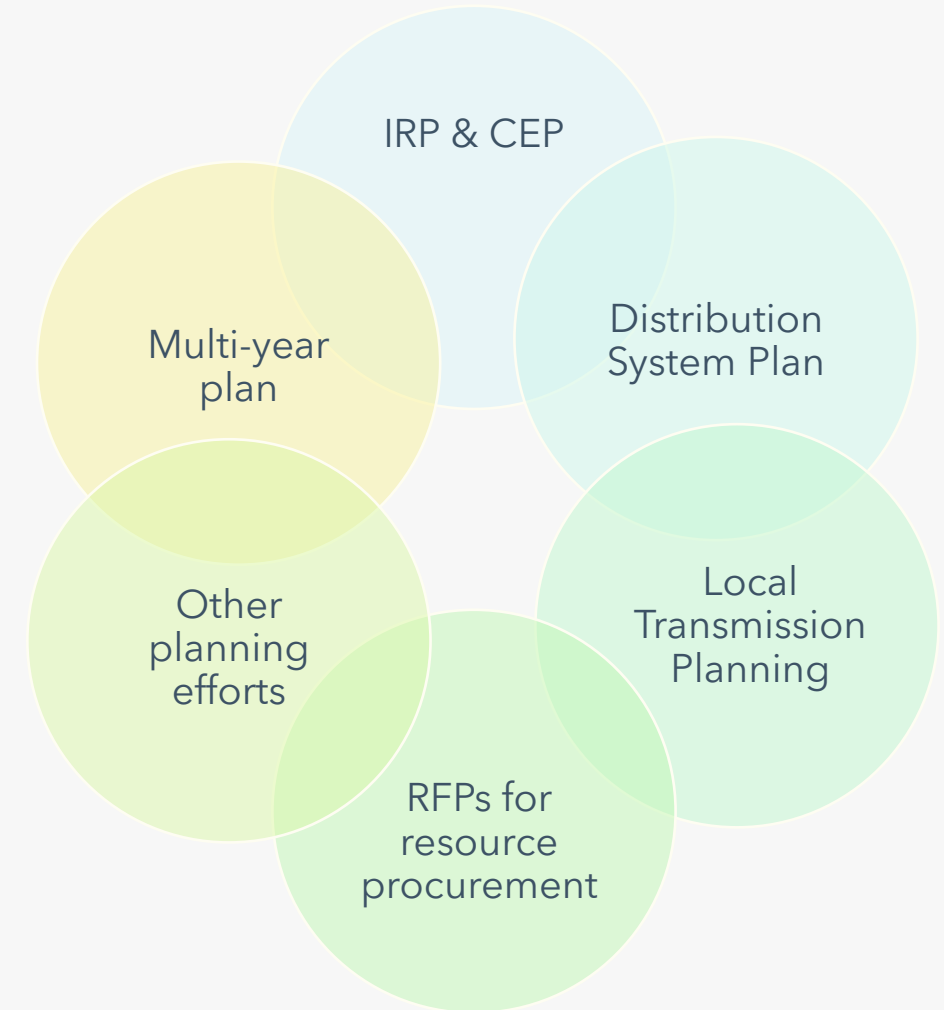 IRP & CEP
Distribution
System Plan
Local
Transmission
Planning
RFPs for
resource
procurement
Other
planning
efforts
Multi-year
plan